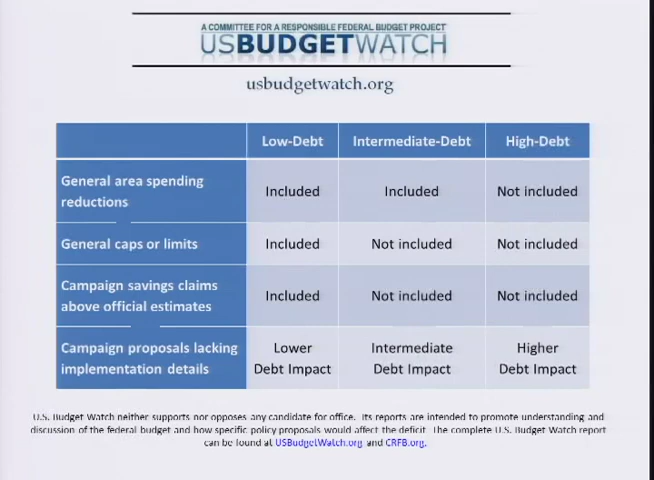 A COMMITTEE FOR A RESPONSIBLE FEDERAL BUDGET PROJECT
USBUDGETWATCH
usbudgetwatch.org
Low-Debt Intermediate-Debt High-Debt
General area spending
reductions
Included Included Not included
General caps or limits Included Not included Not included
Campaign savings claims
above official estimates
Included Not included Not included
Campaign proposals lacking
implementation details
Lower
Debt Impact
Intermediate
Debt Impact
Higher
Debt Impact
U.S. Budget Watch neither supports nor opposes any candidate for office. Its reports are intended to promote understanding and
discussion of the federal budget and how specific policy proposals would affect the deficit. The complete U.S. Budget Watch report
can be found at USBudgetWatch.org and CRFB.org.